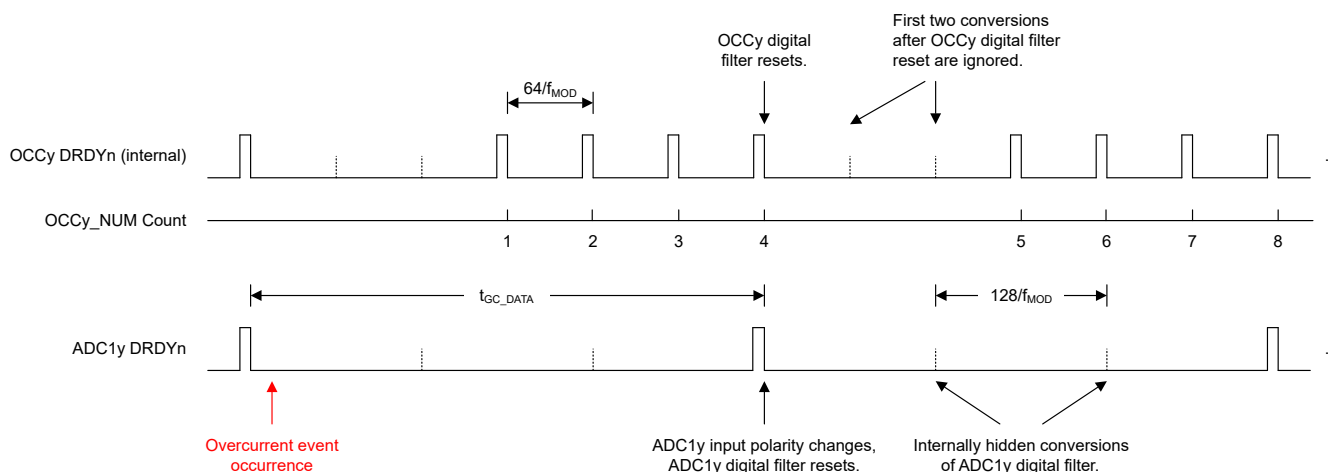 OCCy digital
filter resets.
First two conversions
after OCCy digital filter
reset are ignored.
64/fMOD
OCCy DRDYn (internal)
OCCy_NUM Count
1 2 3 4 5 6 7 8
tGC_DATA
128/fMOD
ADC1y DRDYn
Overcurrent event
occurrence
ADC1y input polarity changes,
ADC1y digital filter resets.
Internally hidden conversions
of ADC1y digital filter.